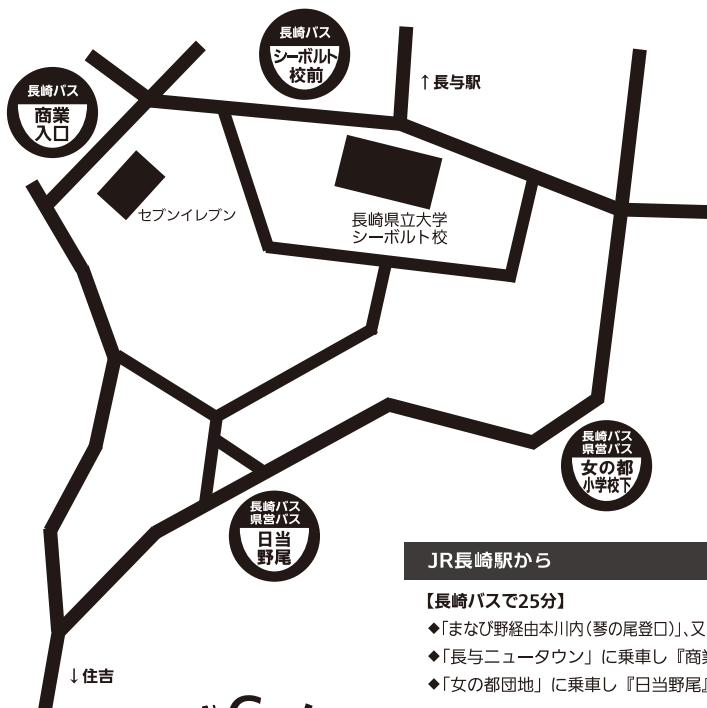 長崎バス
シーボルト
校前
長崎バス
商業
入口
↑長与駅
セブンイレブン
長崎県立大学
シーボルト校
長崎バス
県営バス
女の都
小学校下
長崎バス
県営バス
日当
野尾
↓住吉
JR長崎駅から
【長崎バスで25分】
◆「まなび野経由本川内（琴の尾登口）」、又
◆「長与ニュータウン」に乗車し『商業
◆「女の都団地」に乗車し『日当野尾』